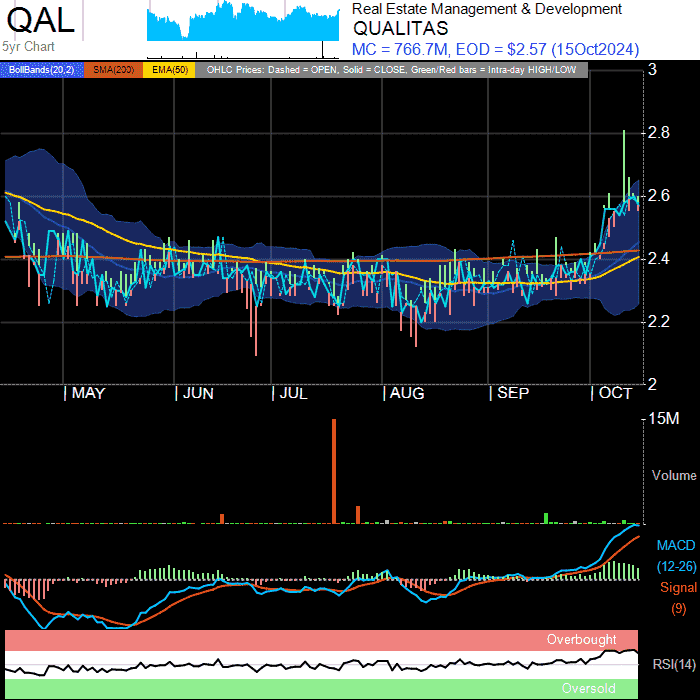 QAL
5yr Chart
Real Estate Management & Development
QUALITAS
MC = 766.7M, EOD = $2.57 (15Oct2024)
BollBands(20,2) SMA(200) EMA(50) OHLC Prices: Dashed = OPEN, Solid = CLOSE, Green/Red bars = Intra-day HIGH/LOW
3
2.8
2.6
2.4
2.2
2
MAY JUN JUL AUG SEP OCT
15M
Volume
MACD
(12-26)
Signal
(9)
Overbought
RSI(14)
Oversold